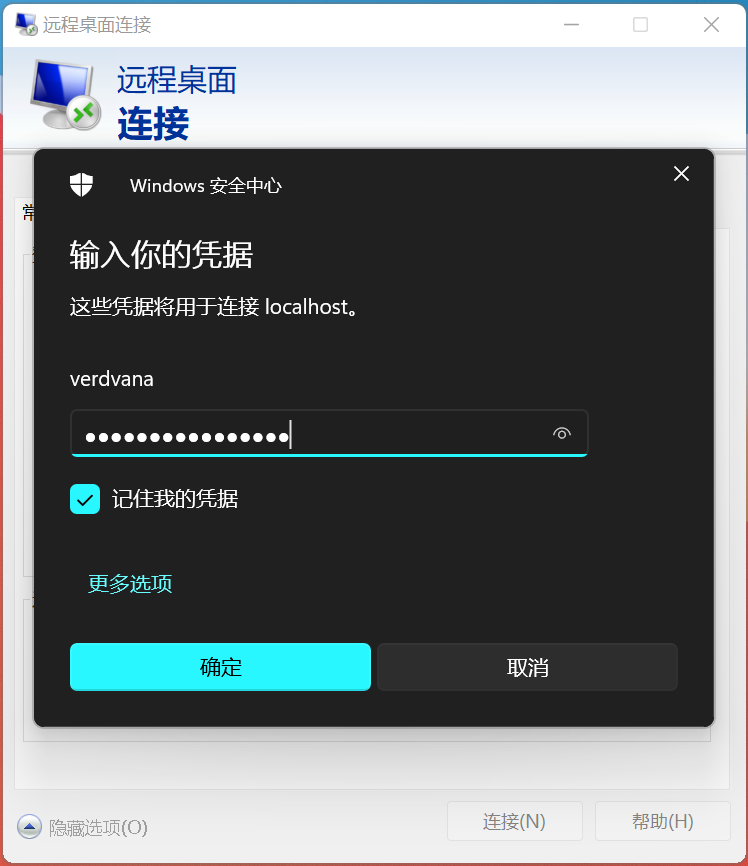 远程桌面连接
远程桌面
连接
Windows 安全中心
常
输入你的凭据
这些凭据将用于连接 localhost。
verdvana
●●●●●●●●●●●●●●●●
记住我的凭据
更多选项
确定
取消
隐藏选项(O)
连接(N)
帮助(H)